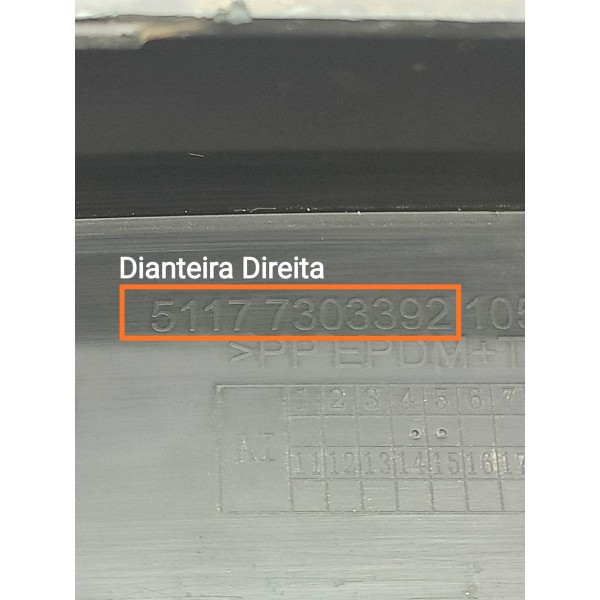 Dianteira Direita
5117 7303392 105
>PP EPDM+T
1 2 3 4 5 6 7
AI
11 12 13 14 15 16 17